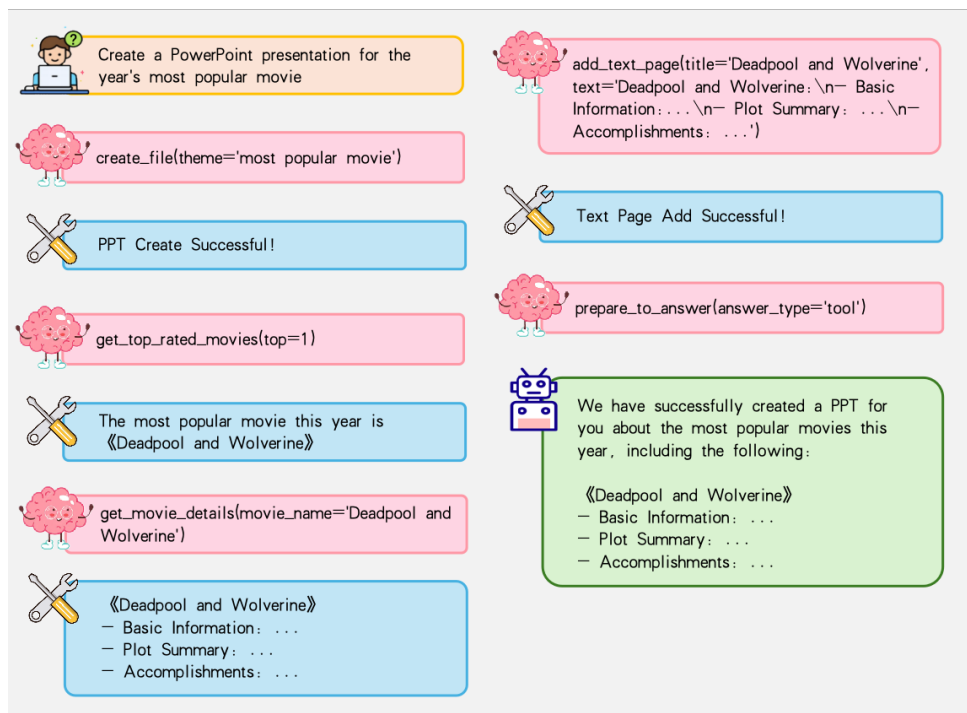 ?
Create a PowerPoint presentation for the
year's most popular movie
create_file(theme='most popular movie')
PPT Create Successful!
get_top_rated_movies(top=1)
The most popular movie this year is
《Deadpool and Wolverine》
get_movie_details(movie_name='Deadpool and
Wolverine')
《Deadpool and Wolverine》
— Basic Information: ...
— Plot Summary: ...
— Accomplishments: ...
add_text_page(title='Deadpool and Wolverine',
text='Deadpool and Wolverine:\n— Basic
Information:...\n— Plot Summary: ...\n—
Accomplishments: ...')
Text Page Add Successful!
prepare_to_answer(answer_type='tool')
We have successfully created a PPT for
you about the most popular movies this
year, including the following:
《Deadpool and Wolverine》
— Basic Information: ...
— Plot Summary: ...
— Accomplishments: ...